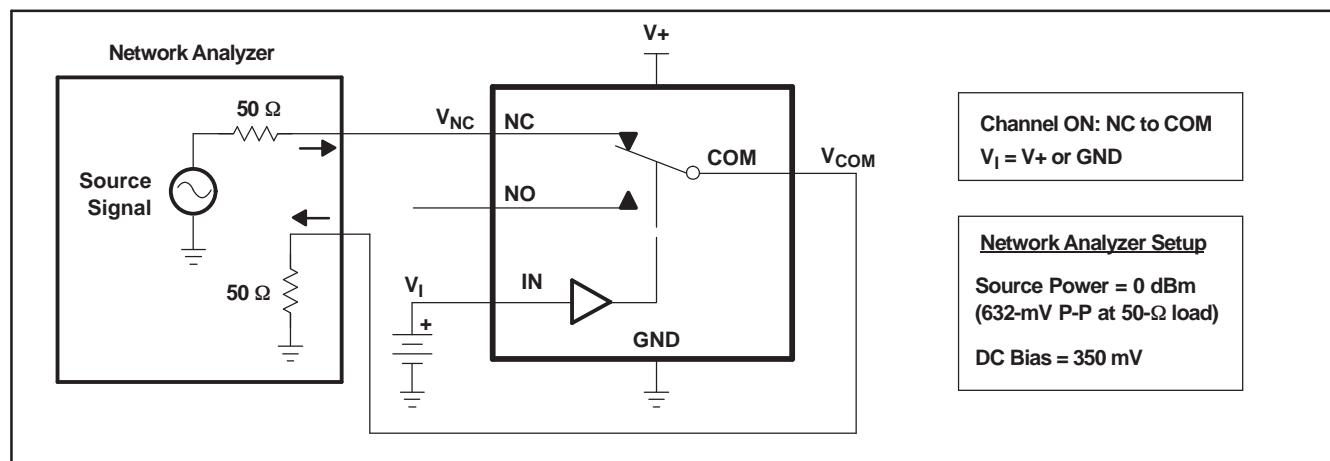 Network Analyzer
50 Ω
Source
Signal
50 Ω
V+
VNC
NC
COM
VCOM
NO
VI
IN
+
GND
Channel ON: NC to COM
VI = V+ or GND
Network Analyzer Setup
Source Power = 0 dBm
(632-mV P-P at 50-Ω load)
DC Bias = 350 mV